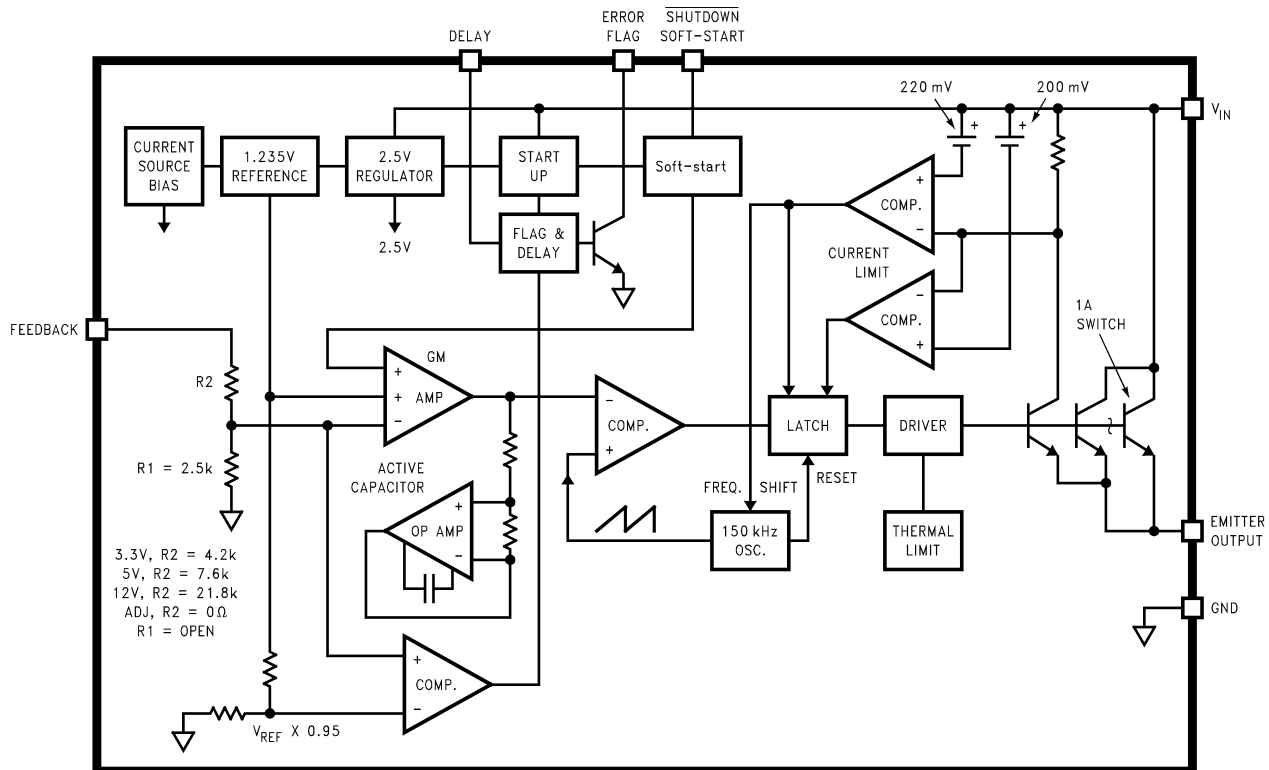 ERROR
FLAG
SHUTDOWN
SOFT-START
DELAY
220 mV
200 mV
V_IN
CURRENT
SOURCE
BIAS
1.235V
REFERENCE
2.5V
REGULATOR
START
UP
Soft-start
+
+
+
COMP.
−
2.5V
FLAG &
DELAY
CURRENT
LIMIT
−
COMP.
+
1A
SWITCH
FEEDBACK
GM
R2
+
+
AMP
−
−
COMP.
+
LATCH
DRIVER
R1 = 2.5k
ACTIVE
CAPACITOR
+
OP AMP
−
FREQ. SHIFT
RESET
150 kHz
OSC.
THERMAL
LIMIT
EMITTER
OUTPUT
3.3V, R2 = 4.2k
5V, R2 = 7.6k
12V, R2 = 21.8k
ADJ, R2 = 0Ω
R1 = OPEN
GND
+
COMP.
−
V_REF X 0.95